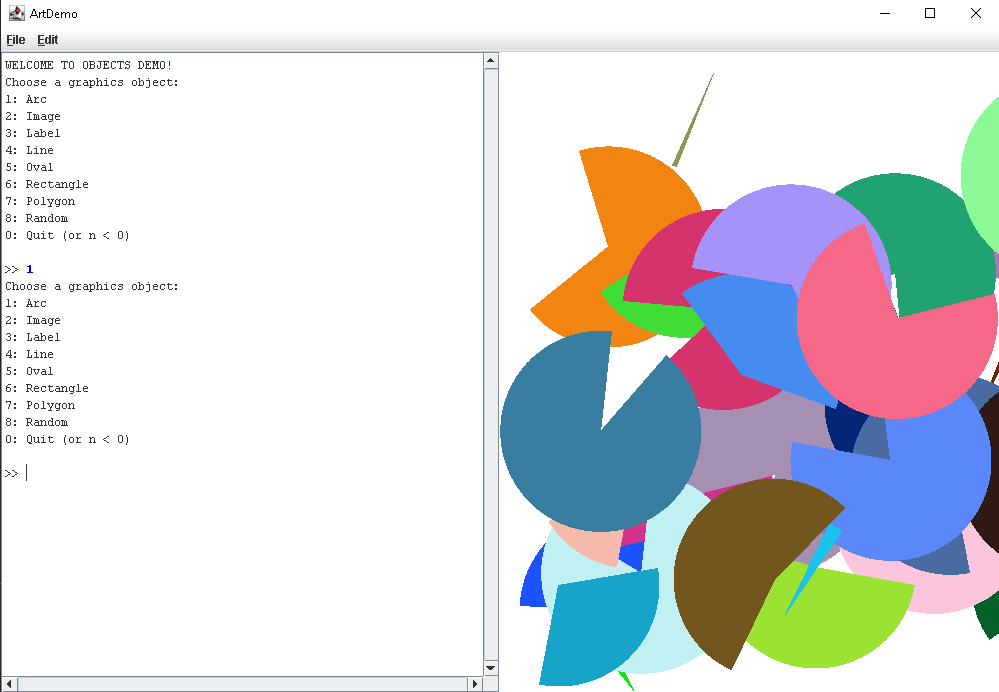 ArtDemo
File Edit
WELCOME TO OBJECTS DEMO!
Choose a graphics object:
1: Arc
2: Image
3: Label
4: Line
5: Oval
6: Rectangle
7: Polygon
8: Random
0: Quit (or n < 0)
>> 1
Choose a graphics object:
1: Arc
2: Image
3: Label
4: Line
5: Oval
6: Rectangle
7: Polygon
8: Random
0: Quit (or n < 0)
>>